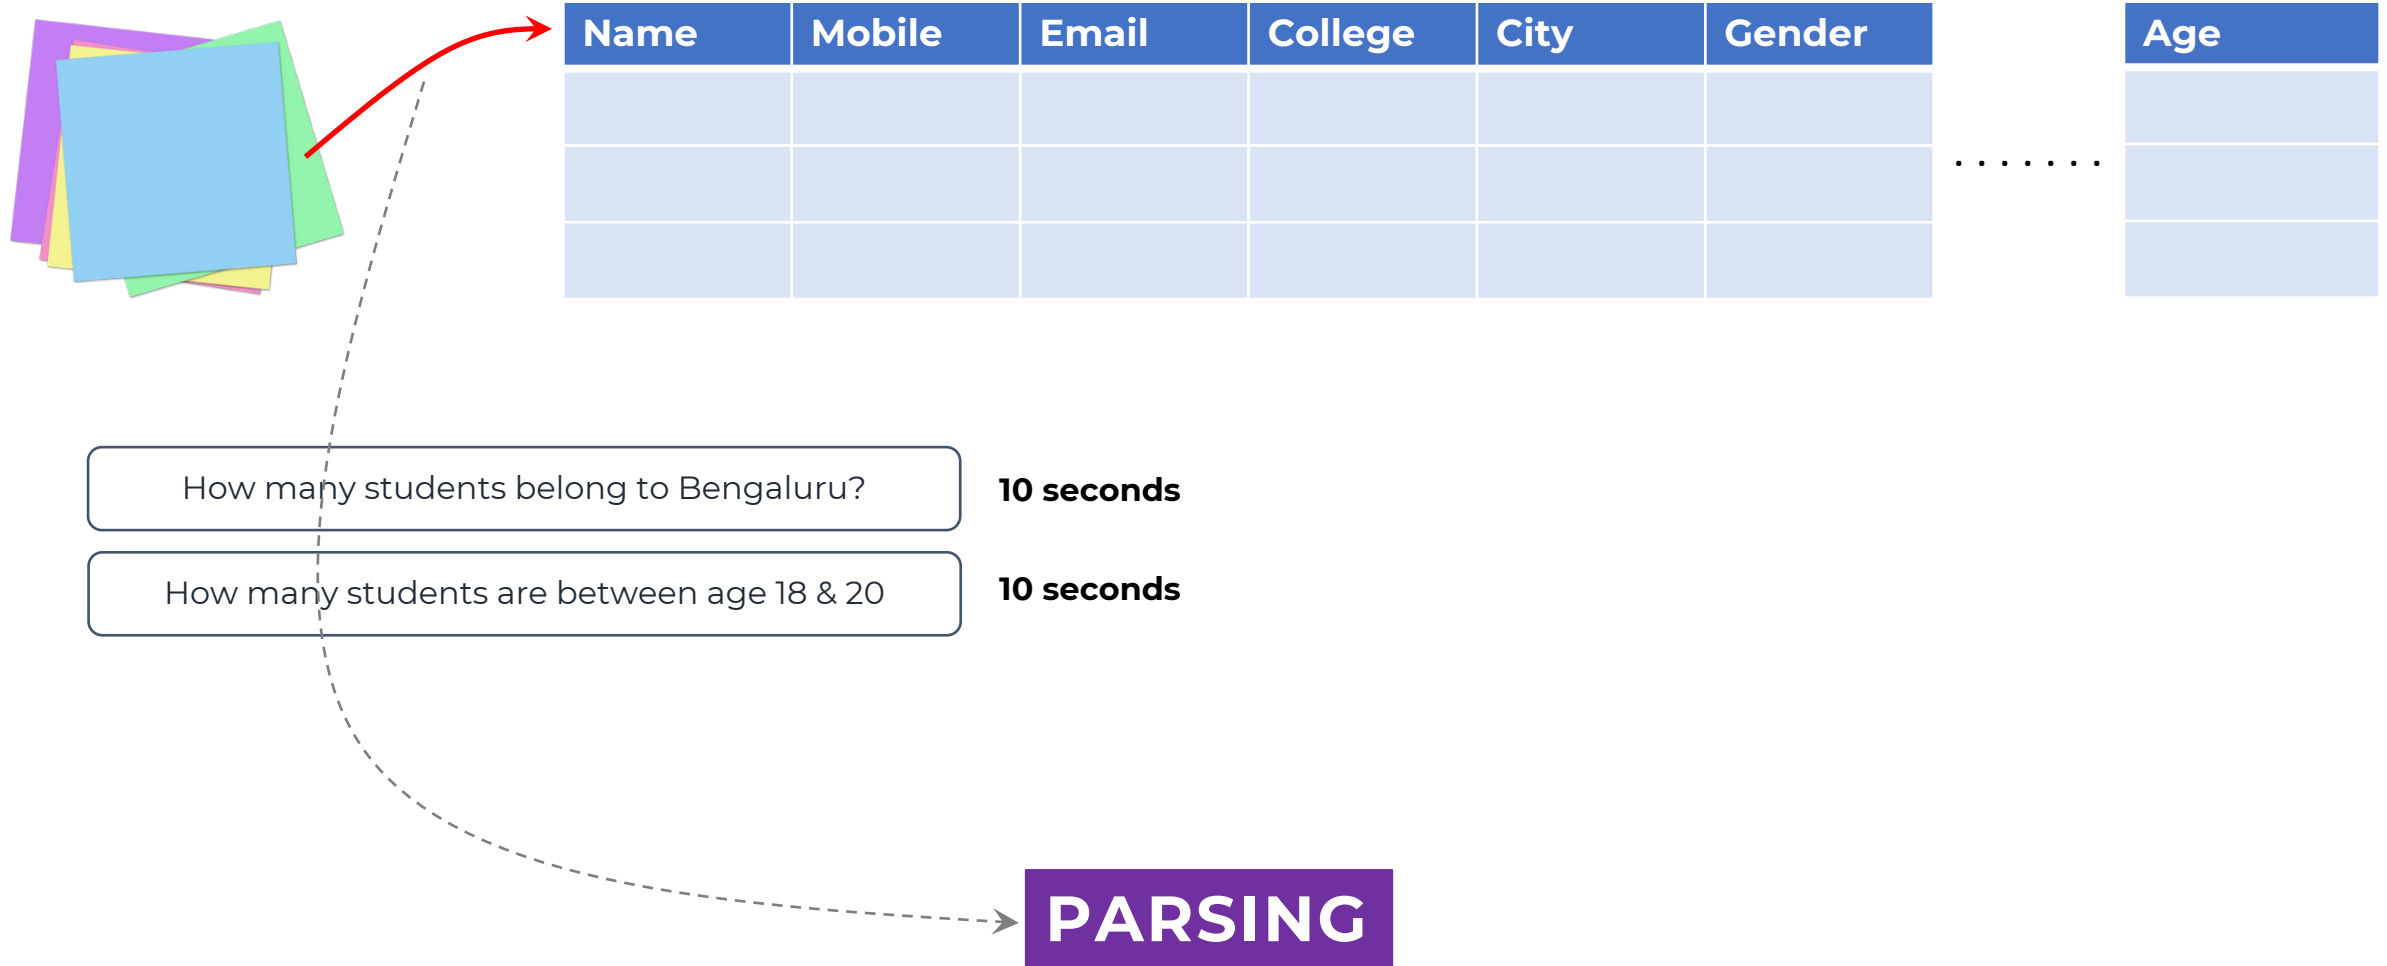 Name Mobile Email College City Gender Age
.......
How many students belong to Bengaluru? 10 seconds
How many students are between age 18 & 20 10 seconds
PARSING